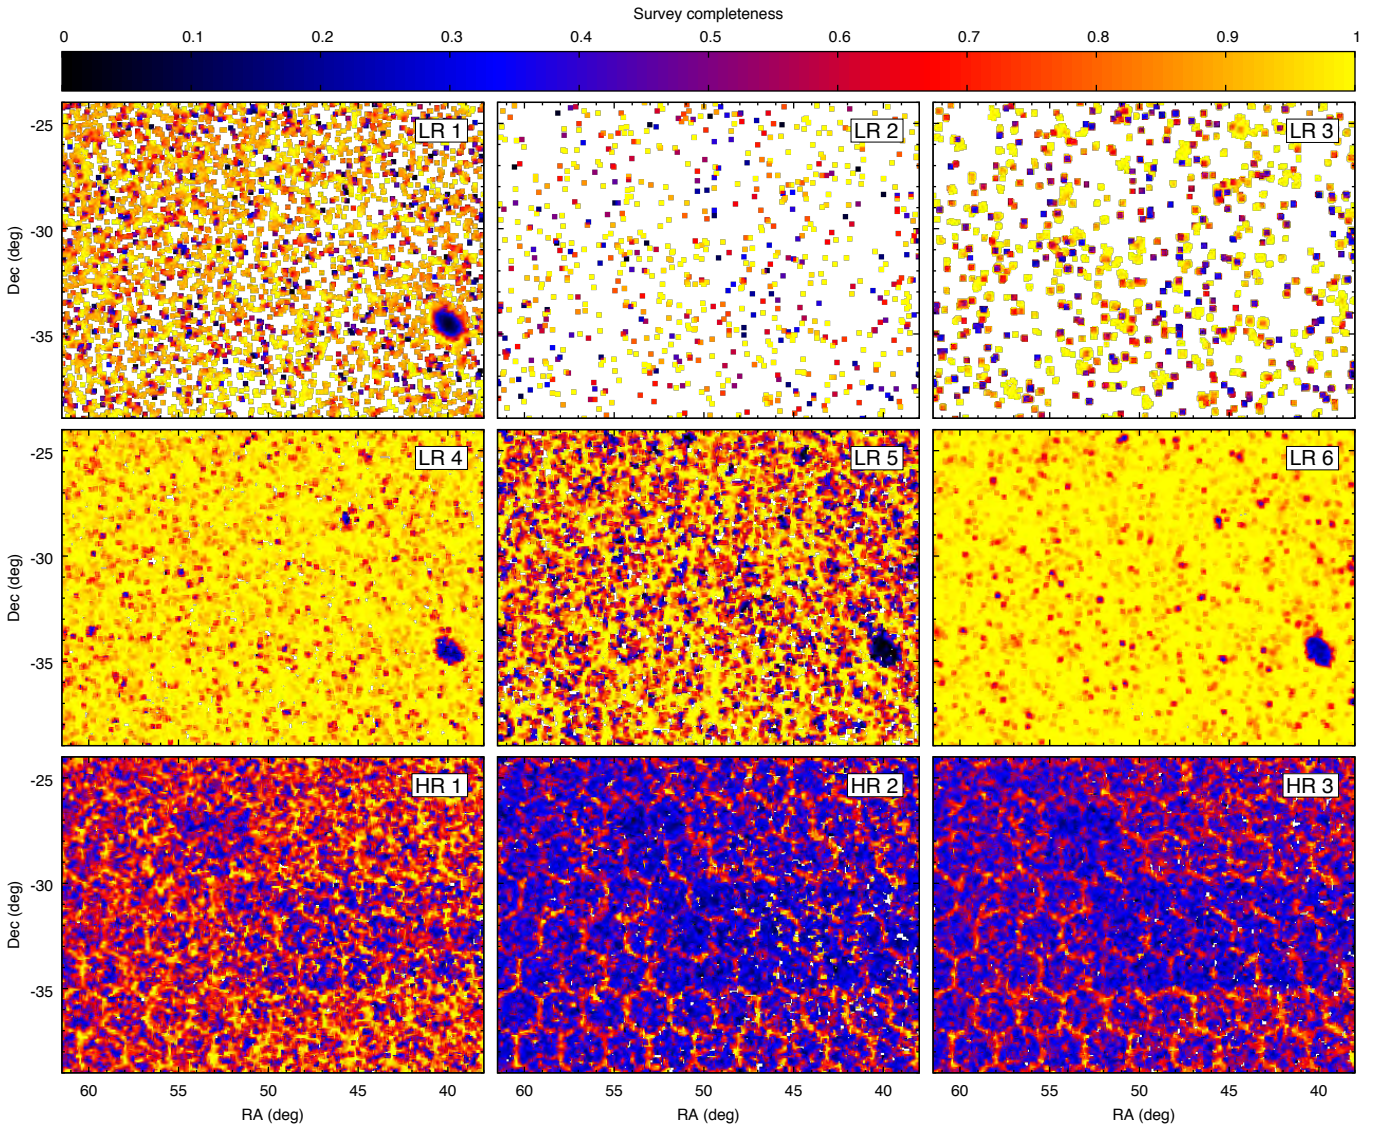 Survey completeness
0 0.1 0.2 0.3 0.4 0.5 0.6 0.7 0.8 0.9 1
LR 1 LR 2 LR 3
-25
-30
-35
Dec (deg)
LR 4 LR 5 LR 6
-25
-30
-35
Dec (deg)
HR 1 HR 2 HR 3
-25
-30
-35
Dec (deg)
60 55 50 45 40 60 55 50 45 40 60 55 50 45 40
RA (deg) RA (deg) RA (deg)